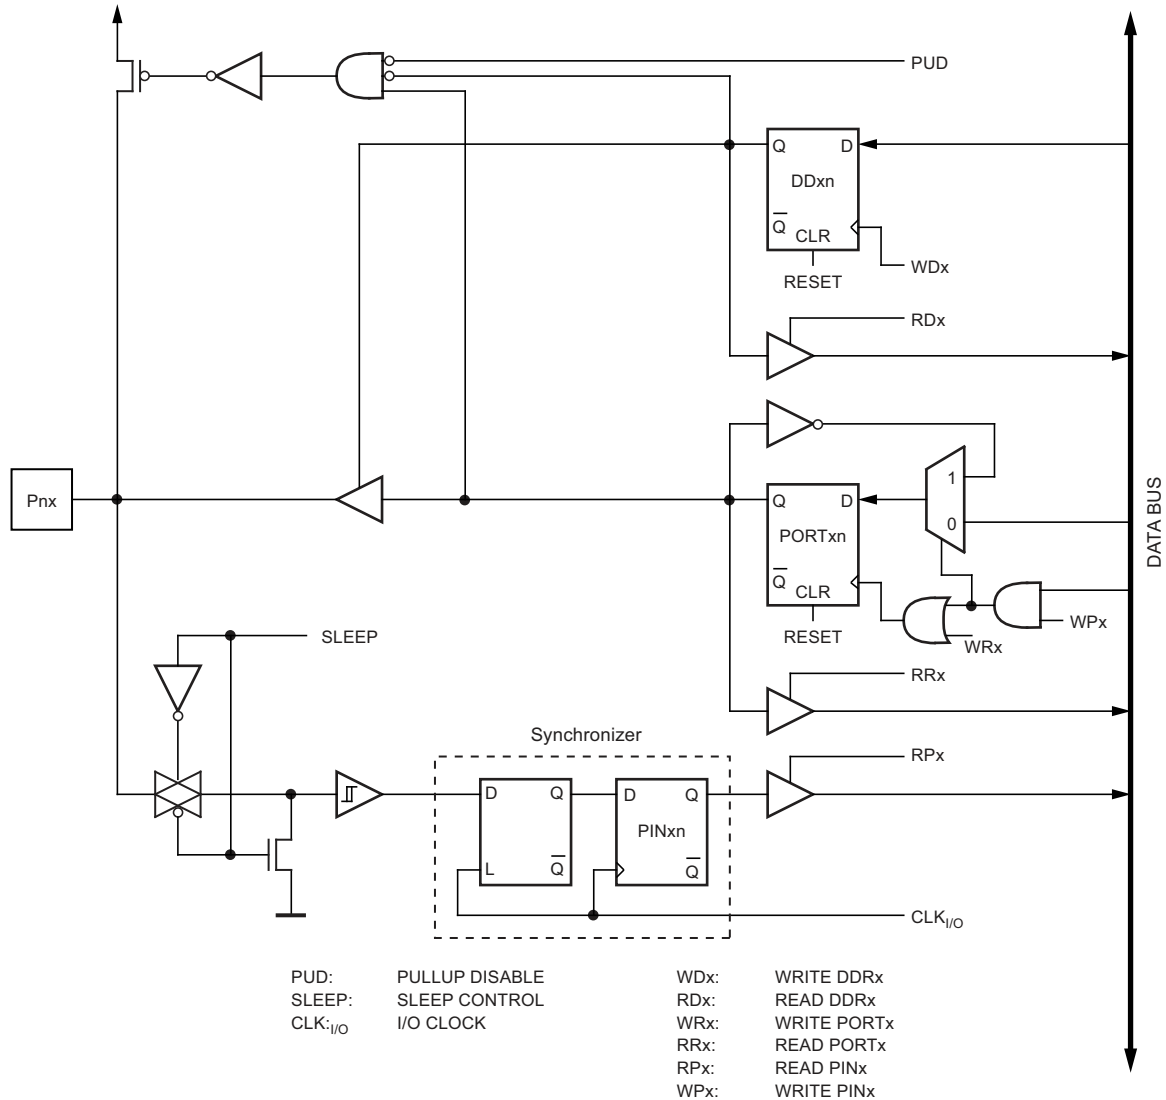 PUD
Q D
DDxn
Q̅
CLR
WDx
RESET
RDx
1
Pnx
Q D
0
PORTxn
DATA BUS
Q̅
CLR
WPx
RESET
WRx
SLEEP
RRx
Synchronizer
RPx
D Q D Q
PINxn
L Q̅ Q̅
CLKI/O
PUD: PULLUP DISABLE
SLEEP: SLEEP CONTROL
CLK:I/O I/O CLOCK
WDx: WRITE DDRx
RDx: READ DDRx
WRx: WRITE PORTx
RRx: READ PORTx
RPx: READ PINx
WPx: WRITE PINx